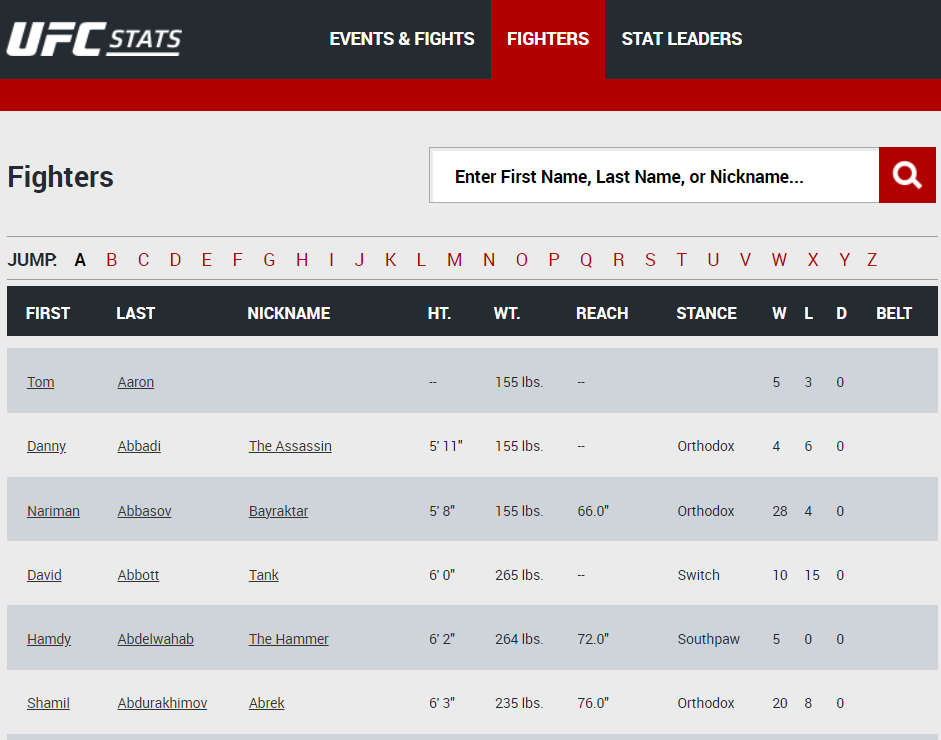 UFC STATS EVENTS & FIGHTS FIGHTERS STAT LEADERS
Fighters Enter First Name, Last Name, or Nickname...
JUMP: A B C D E F G H I J K L M N O P Q R S T U V W X Y Z
FIRST LAST NICKNAME HT. WT. REACH STANCE W L D BELT
Tom Aaron -- 155 lbs. -- 5 3 0
Danny Abbadi The Assassin 5' 11" 155 lbs. -- Orthodox 4 6 0
Nariman Abbasov Bayraktar 5' 8" 155 lbs. 66.0" Orthodox 28 4 0
David Abbott Tank 6' 0" 265 lbs. -- Switch 10 15 0
Hamdy Abdelwahab The Hammer 6' 2" 264 lbs. 72.0" Southpaw 5 0 0
Shamil Abdurakhimov Abrek 6' 3" 235 lbs. 76.0" Orthodox 20 8 0